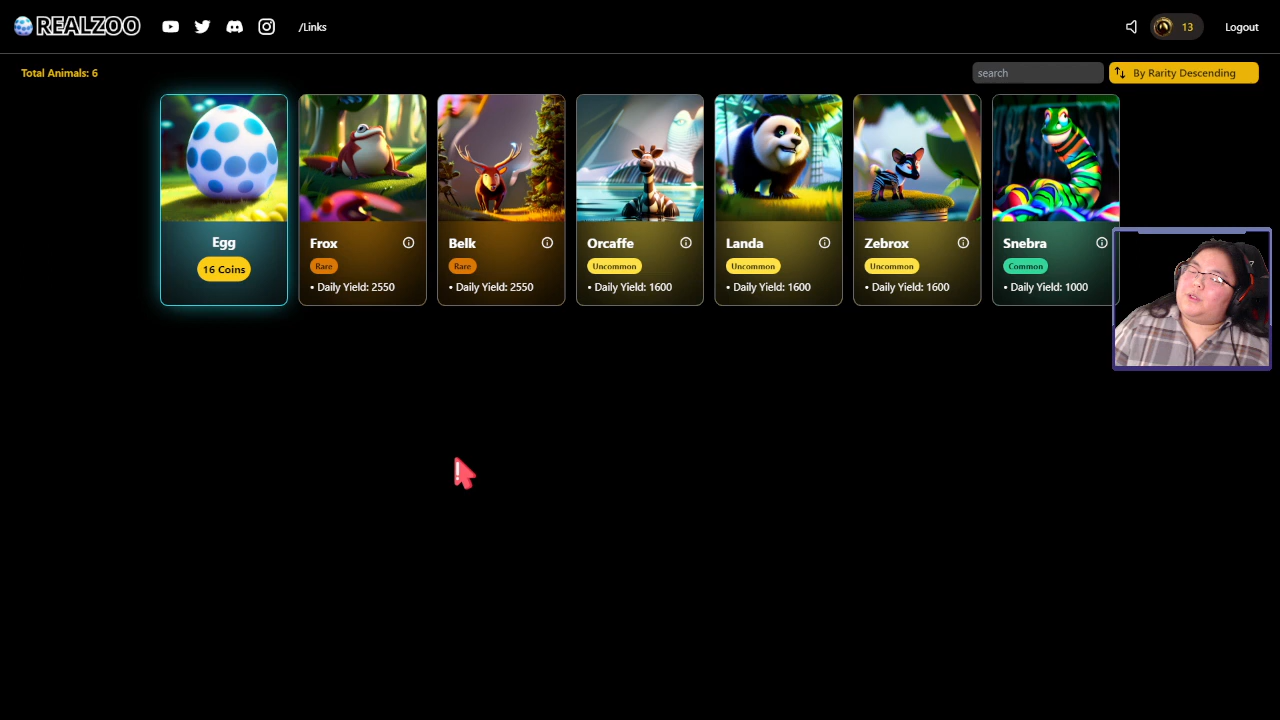 REALZOO
/Links
13
Logout
Total Animals: 6
search
By Rarity Descending
Egg
16 Coins
Frox
Rare
• Daily Yield: 2550
Belk
Rare
• Daily Yield: 2550
Orcaffe
Uncommon
• Daily Yield: 1600
Landa
Uncommon
• Daily Yield: 1600
Zebrox
Uncommon
• Daily Yield: 1600
Snebra
Common
• Daily Yield: 1000